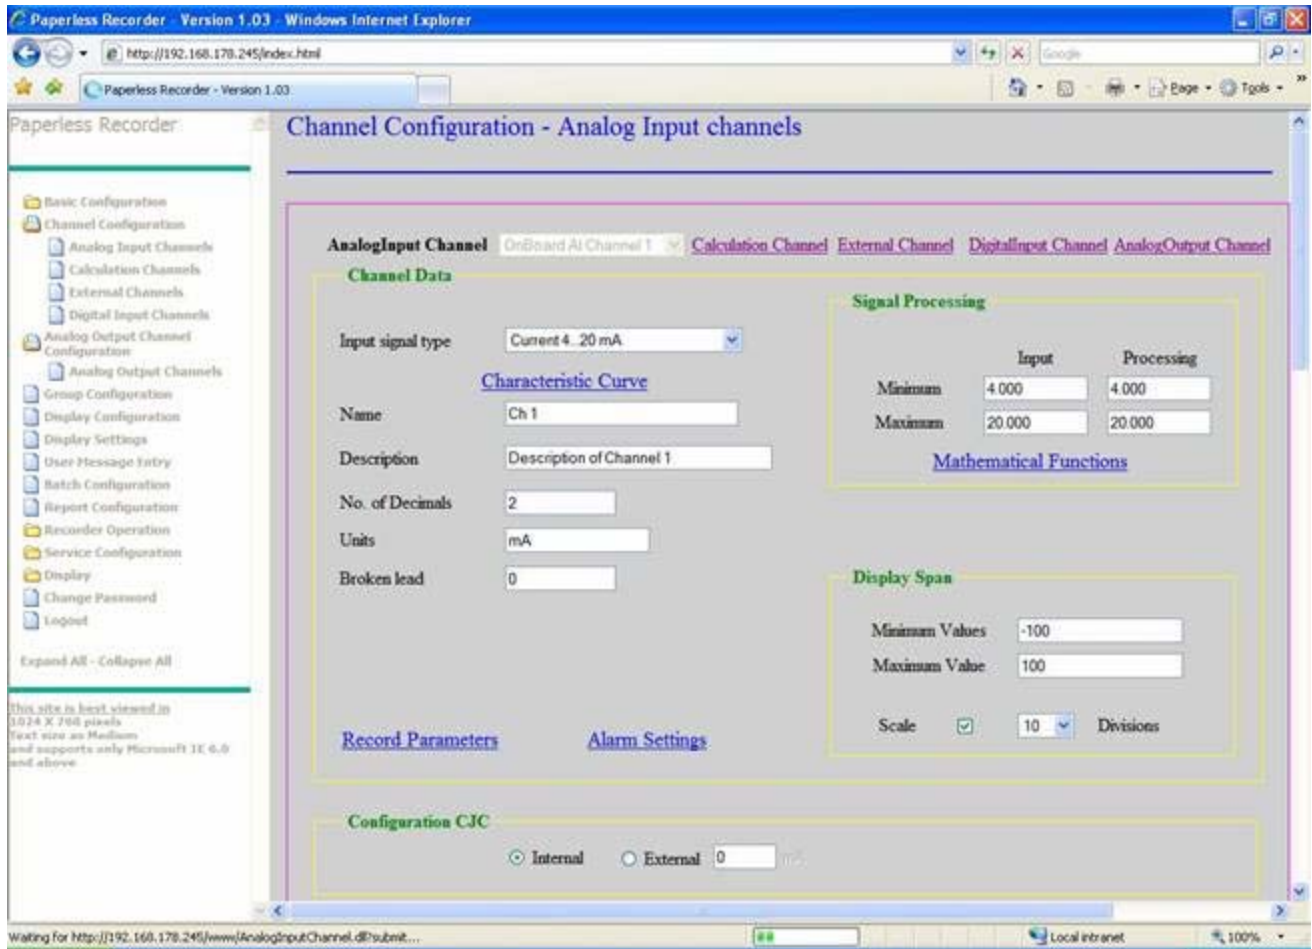 Paperless Recorder - Version 1.03 - Windows Internet Explorer
http://192.168.178.245/index.html
Google
Paperless Recorder - Version 1.03
Page
Tools
Paperless Recorder
Basic Configuration
Channel Configuration
Analog Input Channels
Calculation Channels
External Channels
Digital Input Channels
Analog Output Channel
Configuration
Analog Output Channels
Group Configuration
Display Configuration
Display Settings
User Message Entry
Batch Configuration
Report Configuration
Recorder Operation
Service Configuration
Display
Change Password
Logout
Expand All - Collapse All
This site is best viewed in
1024 X 768 pixels
Text size as Medium
and supports only Microsoft IE 6.0
and above
Channel Configuration - Analog Input channels
AnalogInput Channel OnBoard AI Channel 1 Calculation Channel External Channel DigitalInput Channel AnalogOutput Channel
Channel Data
Input signal type Current 4...20 mA
Characteristic Curve
Name Ch 1
Description Description of Channel 1
No. of Decimals 2
Units mA
Broken lead 0
Record Parameters Alarm Settings
Signal Processing
Input Processing
Minimum 4.000 4.000
Maximum 20.000 20.000
Mathematical Functions
Display Span
Minimum Values -100
Maximum Value 100
Scale 10 Divisions
Configuration CJC
Internal External 0
Waiting for http://192.168.178.245/www/AnalogInputChannel.dll?submit...
Local intranet
100%